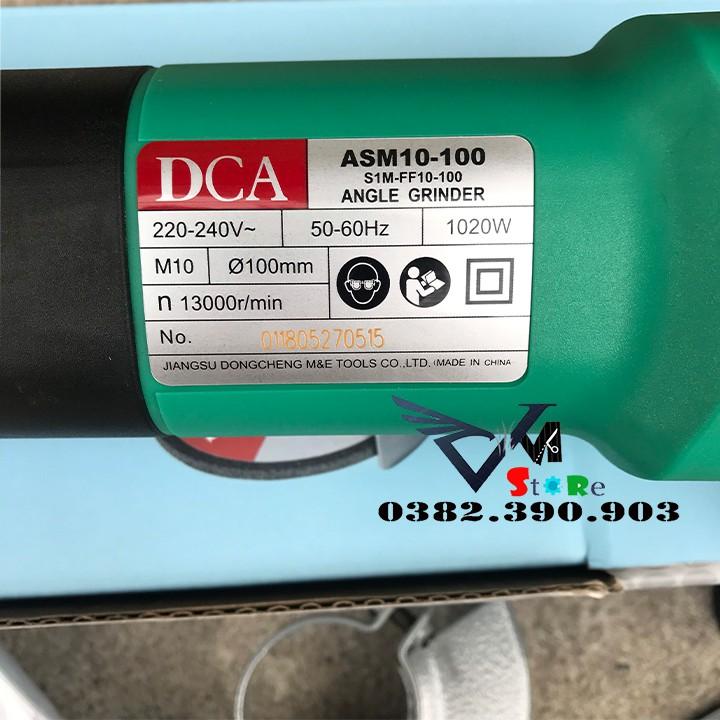 DCA
ASM10-100
S1M-FF10-100
ANGLE GRINDER
220-240V~ 50-60Hz 1020W
M10 Ø100mm
n 13000r/min
No. 011805270515
JIANGSU DONGCHENG M&E TOOLS CO.,LTD. (MADE IN CHINA)
StoRe
0382.390.903